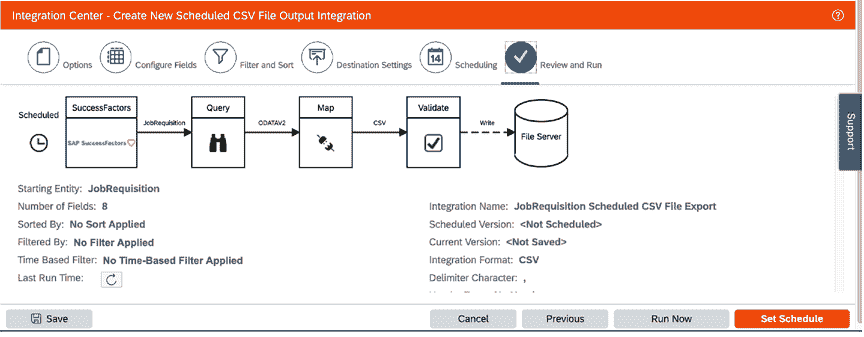 Integration Center - Create New Scheduled CSV File Output Integration
?
Options
Configure Fields
Filter and Sort
Destination Settings
14
Scheduling
Review and Run
Scheduled
SuccessFactors
SAP SuccessFactors
JobRequisition
Query
ODATAV2
Map
CSV
Validate
Write
File Server
Support
Starting Entity: JobRequisition
Number of Fields: 8
Sorted By: No Sort Applied
Filtered By: No Filter Applied
Time Based Filter: No Time-Based Filter Applied
Last Run Time:
Integration Name: JobRequisition Scheduled CSV File Export
Scheduled Version: <Not Scheduled>
Current Version: <Not Saved>
Integration Format: CSV
Delimiter Character: ,
Save
Cancel
Previous
Run Now
Set Schedule